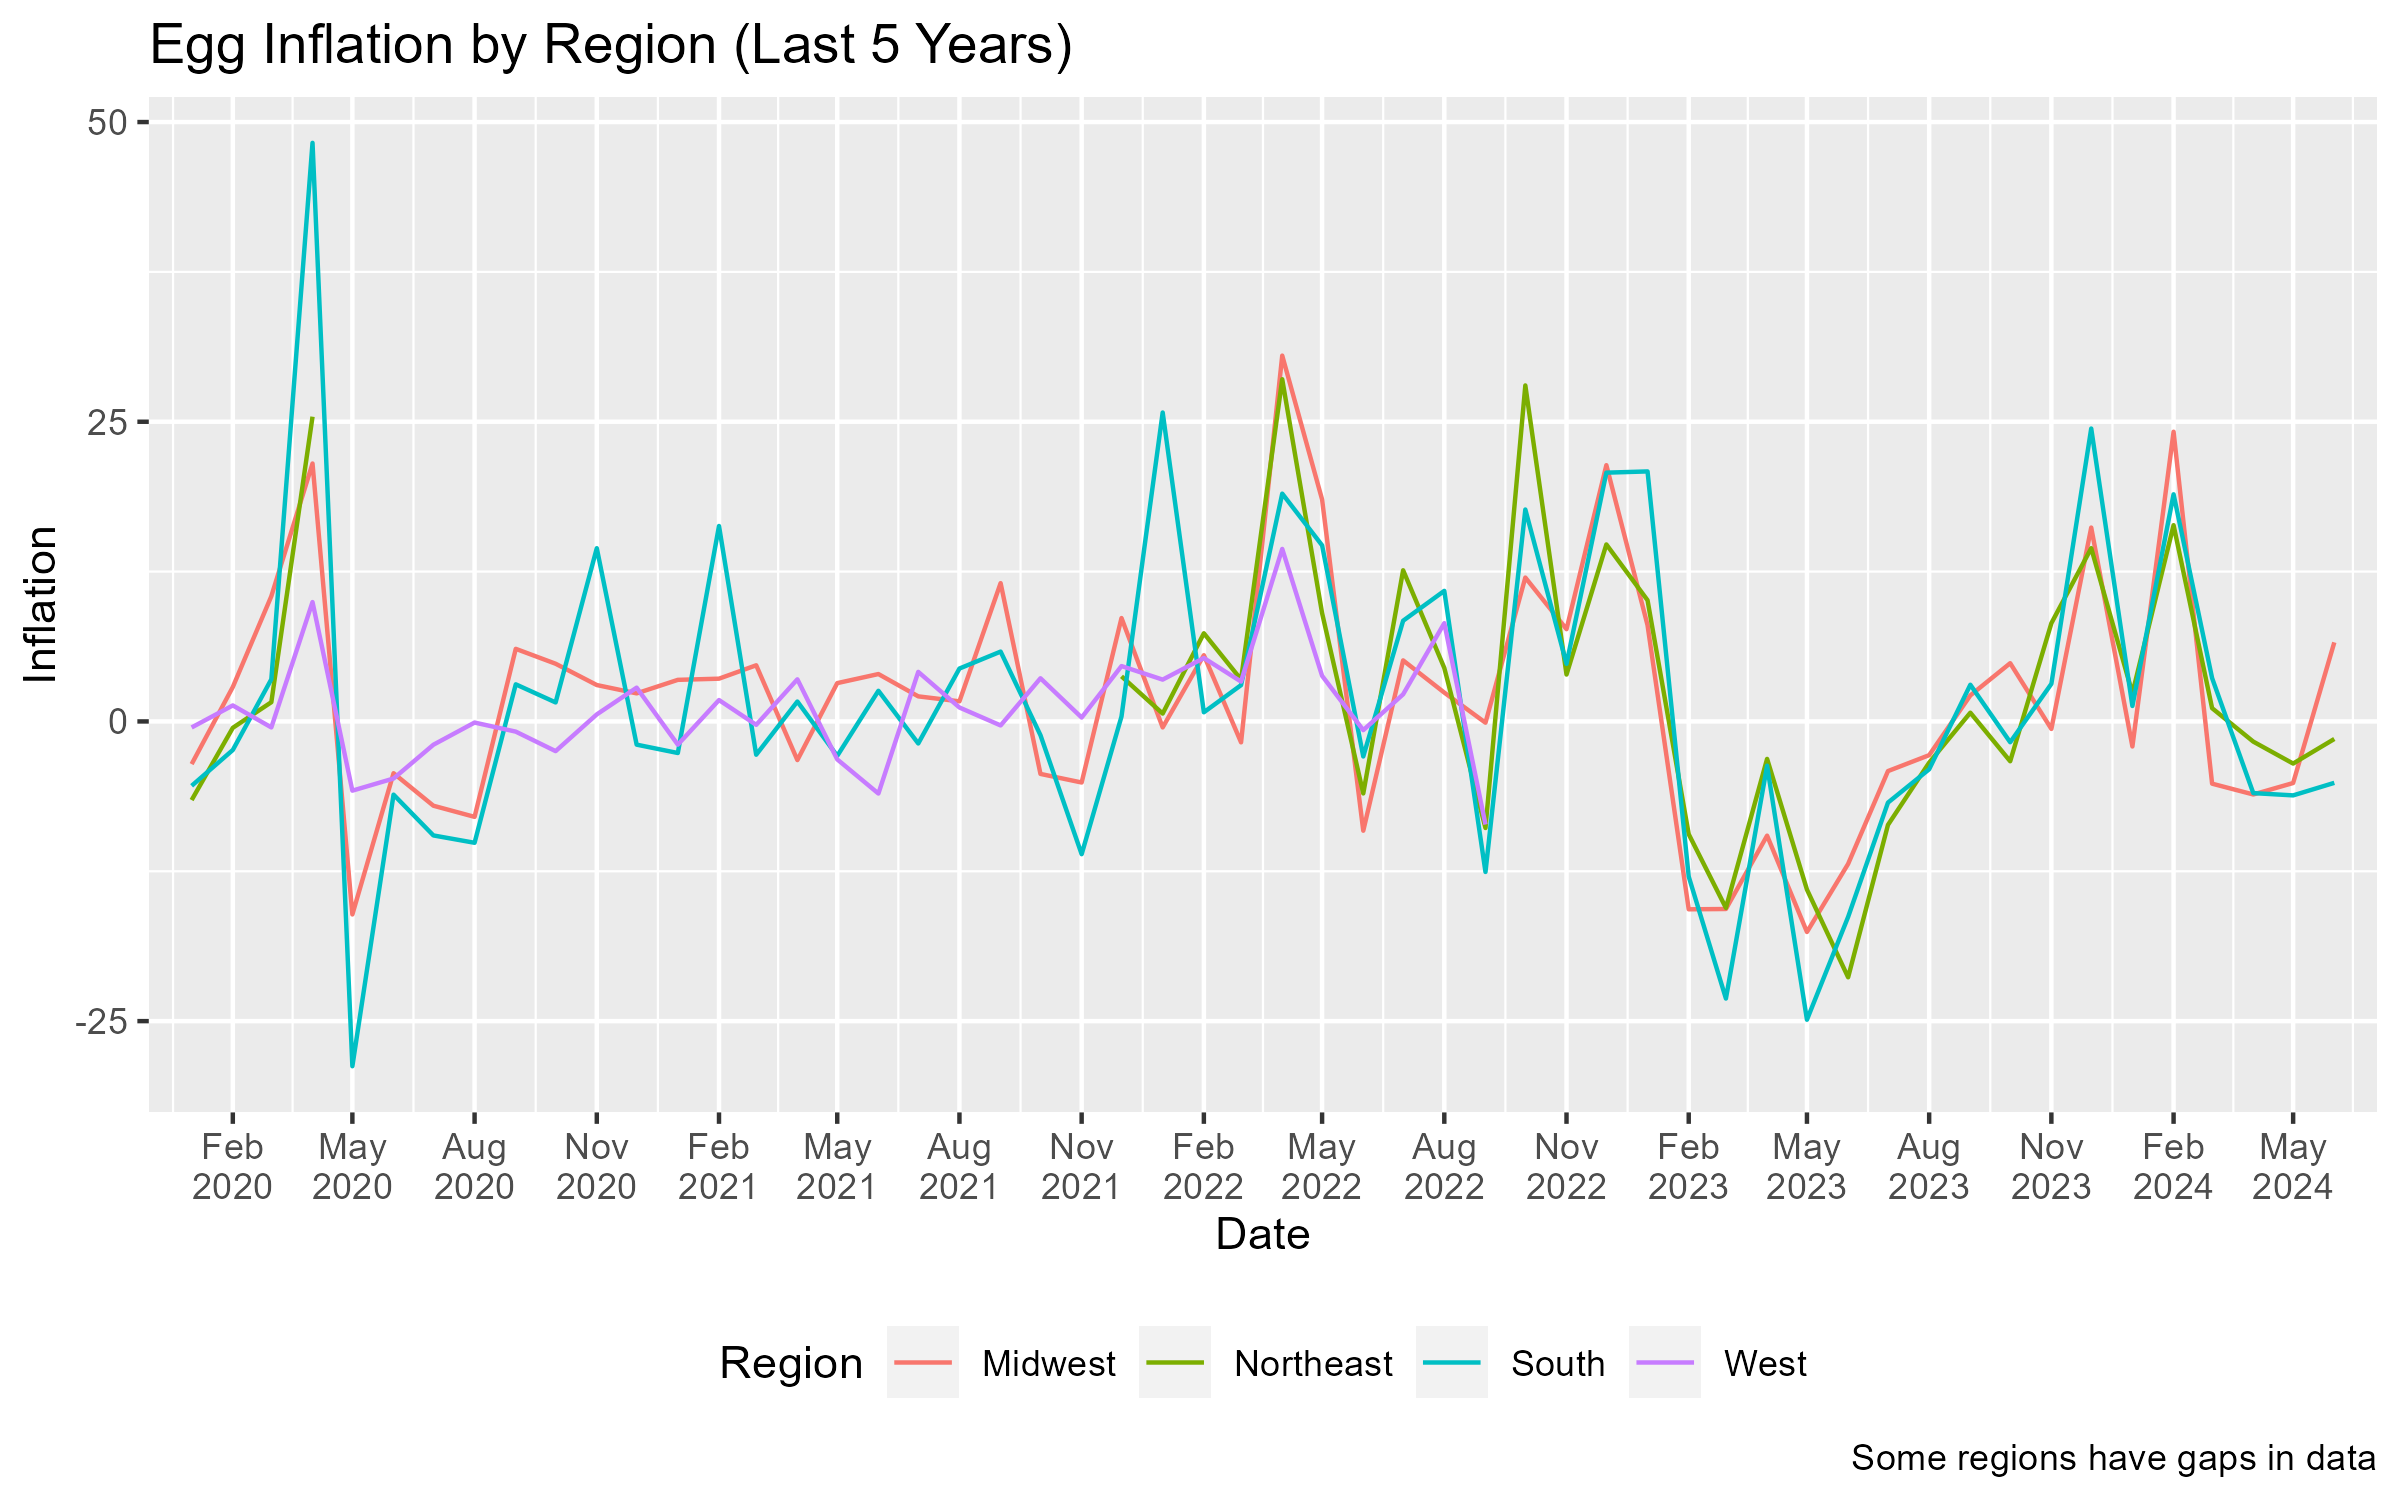 Egg Inflation by Region (Last 5 Years)
50
25
0
-25
Inflation
Feb 2020
May 2020
Aug 2020
Nov 2020
Feb 2021
May 2021
Aug 2021
Nov 2021
Feb 2022
May 2022
Aug 2022
Nov 2022
Feb 2023
May 2023
Aug 2023
Nov 2023
Feb 2024
May 2024
Date
Region Midwest Northeast South West
Some regions have gaps in data